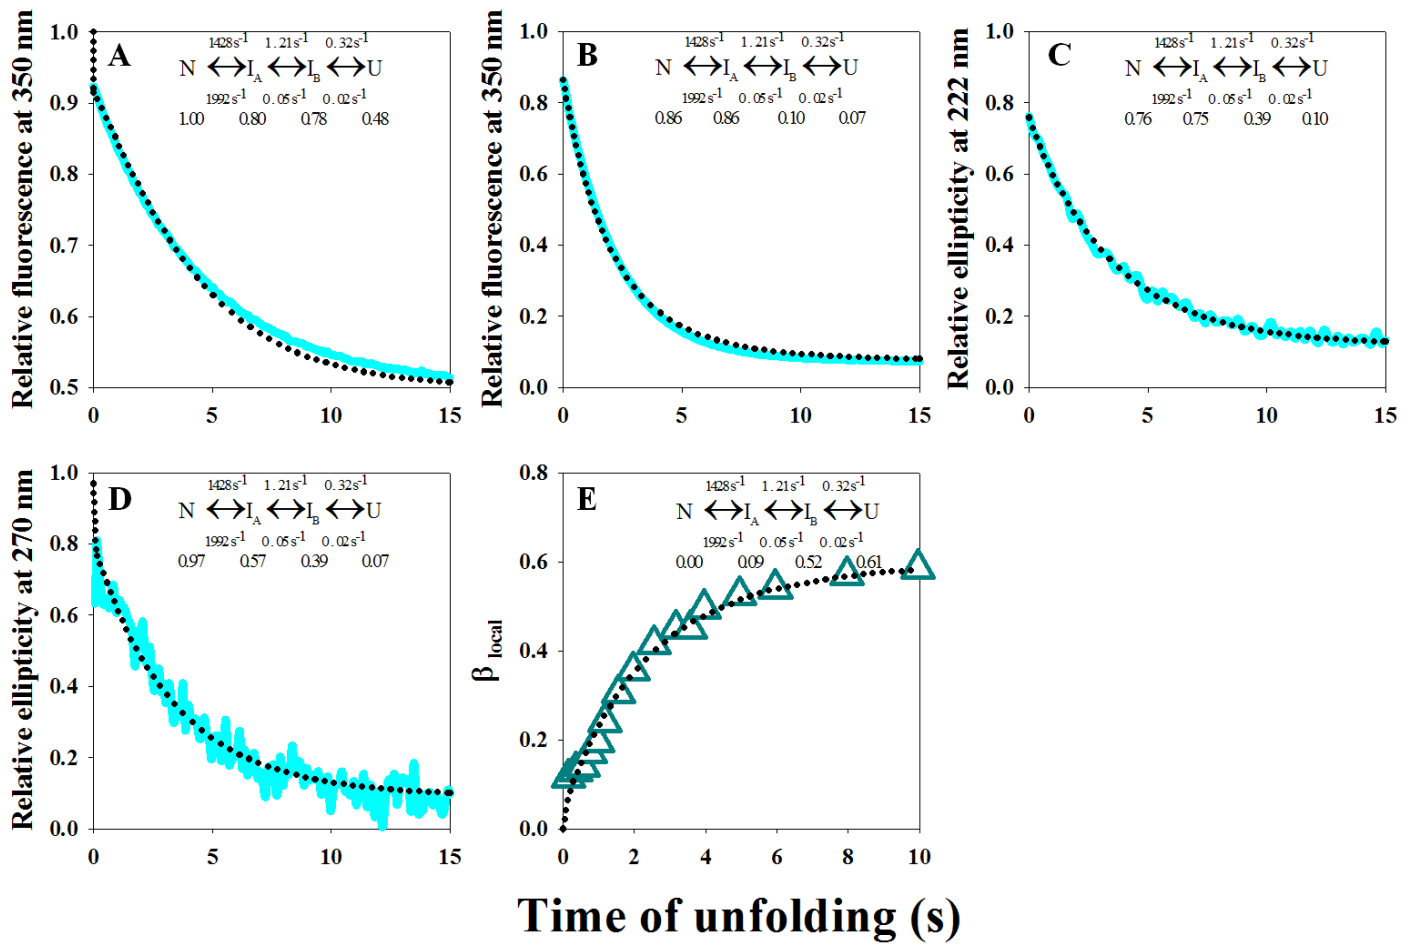 Relative fluorescence at 350 nm
1.0
0.9
0.8
0.7
0.6
0.5
0
5
10
15
A
1428s-1 1.21s-1 0.32s-1
N ↔ IA ↔ IB ↔ U
1992s-1 0.05s-1 0.02s-1
1.00 0.80 0.78 0.48
Relative fluorescence at 350 nm
1.0
0.8
0.6
0.4
0.2
0.0
0
5
10
15
B
1428s-1 1.21s-1 0.32s-1
N ↔ IA ↔ IB ↔ U
1992s-1 0.05s-1 0.02s-1
0.86 0.86 0.10 0.07
Relative ellipticity at 222 nm
1.0
0.8
0.6
0.4
0.2
0.0
0
5
10
15
C
1428s-1 1.21s-1 0.32s-1
N ↔ IA ↔ IB ↔ U
1992s-1 0.05s-1 0.02s-1
0.76 0.75 0.39 0.10
Relative ellipticity at 270 nm
1.0
0.8
0.6
0.4
0.2
0.0
0
5
10
15
D
1428s-1 1.21s-1 0.32s-1
N ↔ IA ↔ IB ↔ U
1992s-1 0.05s-1 0.02s-1
0.97 0.57 0.39 0.07
β local
0.8
0.6
0.4
0.2
0.0
0
2
4
6
8
10
E
1428s-1 1.21s-1 0.32s-1
N ↔ IA ↔ IB ↔ U
1992s-1 0.05s-1 0.02s-1
0.00 0.09 0.52 0.61
Time of unfolding (s)